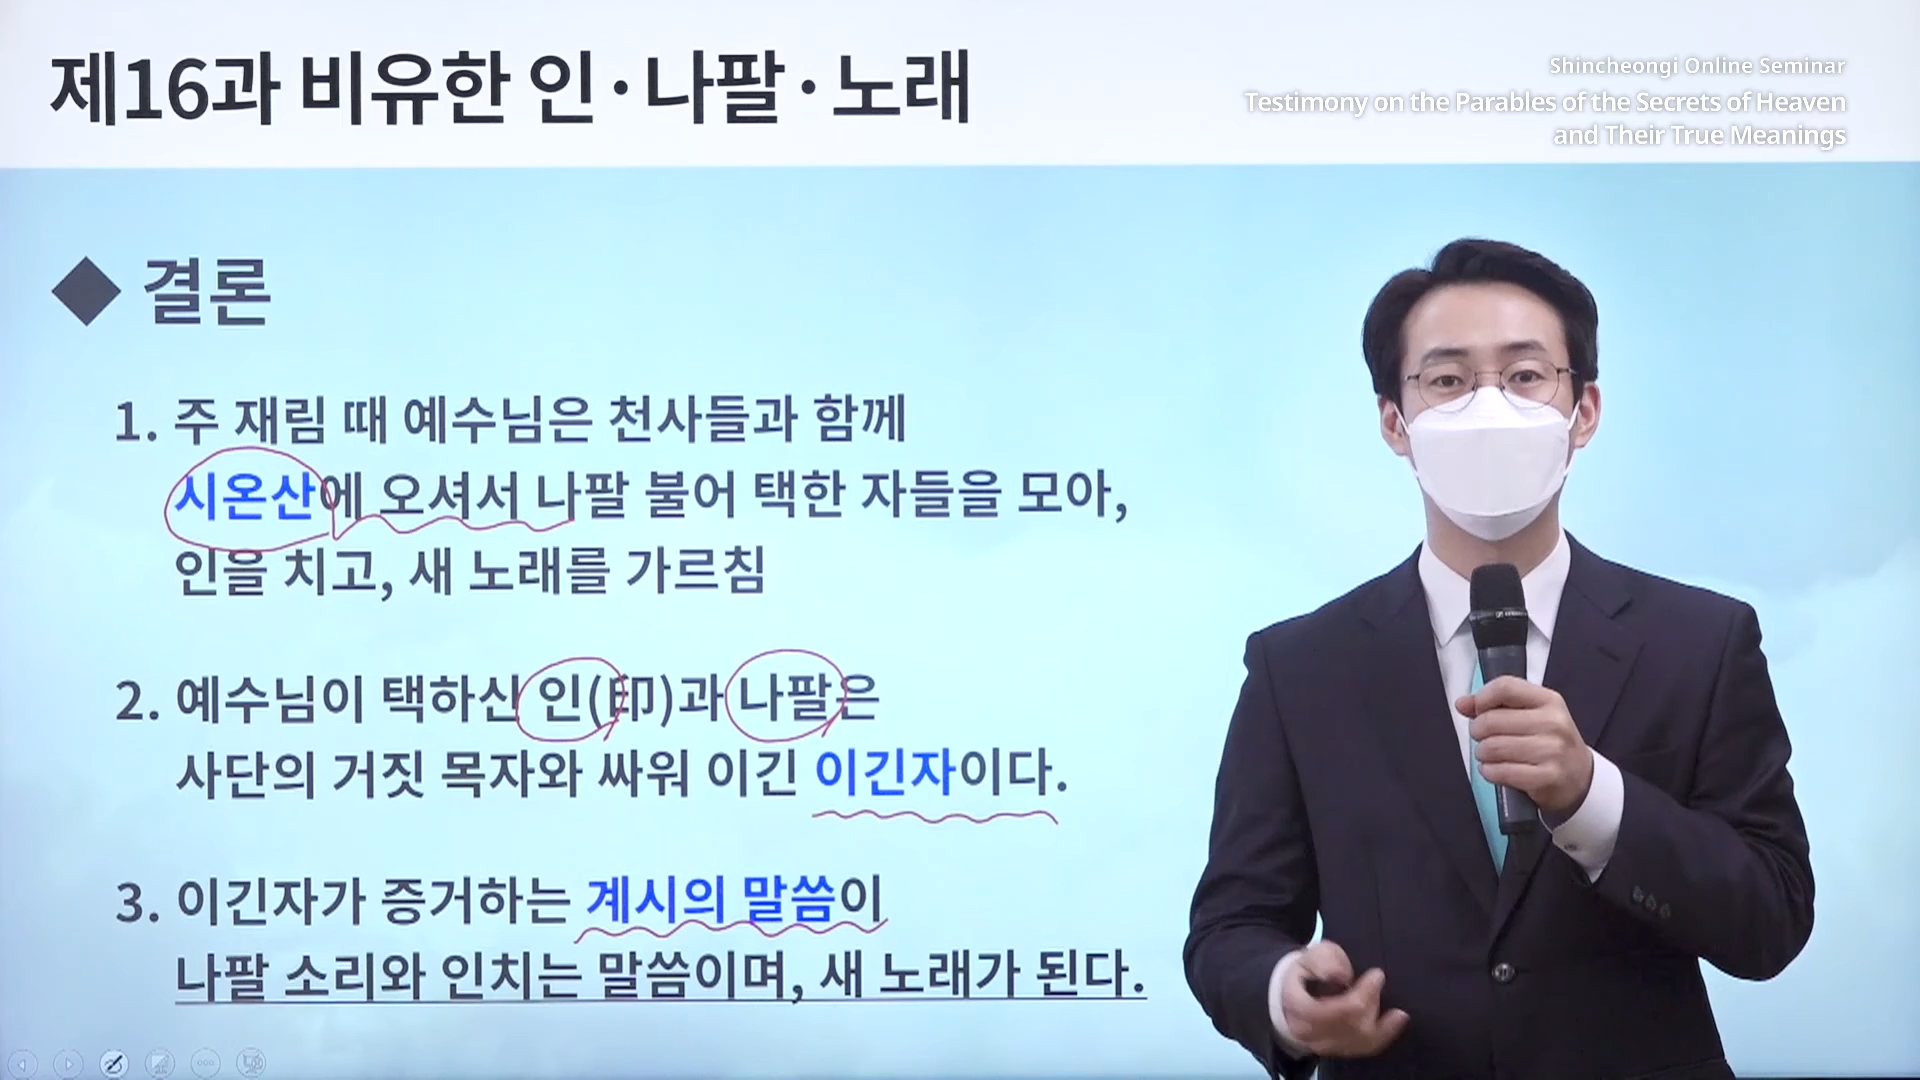 제16과 비유한 인·나팔·노래
Shincheongi Online Seminar
Testimony on the Parables of the Secrets of Heaven
and Their True Meanings
◆ 결론
1. 주 재림 때 예수님은 천사들과 함께
시온산에 오셔서 나팔 불어 택한 자들을 모아,
인을 치고, 새 노래를 가르침
2. 예수님이 택하신 인(印)과 나팔은
사단의 거짓 목자와 싸워 이긴 이긴자이다.
3. 이긴자가 증거하는 계시의 말씀이
나팔 소리와 인치는 말씀이며, 새 노래가 된다.